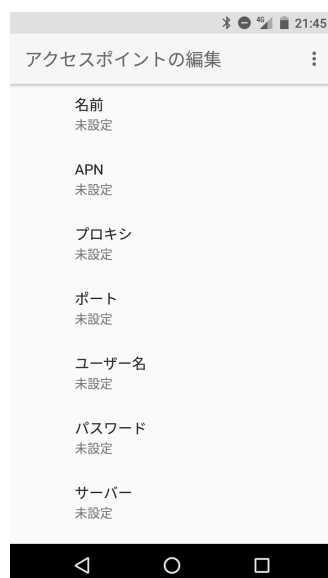 4G 21:45
アクセスポイントの編集
名前
未設定
APN
未設定
プロキシ
未設定
ポート
未設定
ユーザー名
未設定
パスワード
未設定
サーバー
未設定